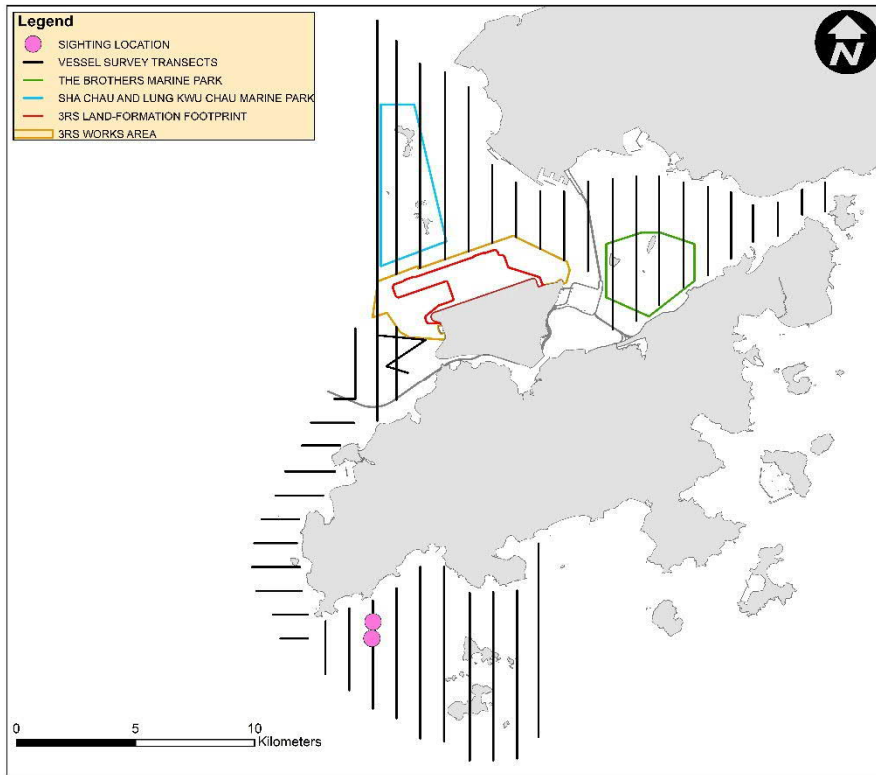 Legend
SIGHTING LOCATION
VESSEL SURVEY TRANSECTS
THE BROTHERS MARINE PARK
SHA CHAU AND LUNG KWU CHAU MARINE PARK
3RS LAND-FORMATION FOOTPRINT
3RS WORKS AREA
N
0 5 10
Kilometers